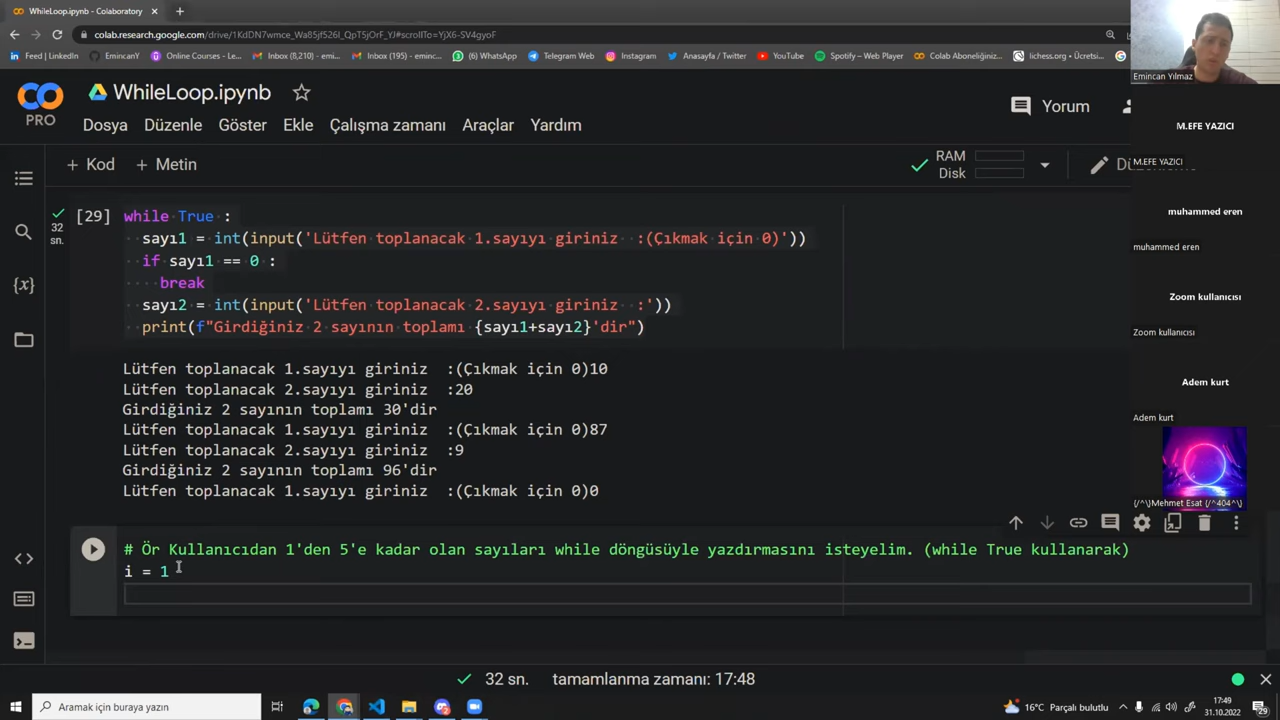 WhileLoop.ipynb - Colaboratory
colab.research.google.com/drive/1KdDN7wmce_Wa85jf526I_QpT5jOrF_YJ#scrollTo=YjX6-SV4gyoF
Feed | LinkedIn
EmincanY
Online Courses - Le...
Inbox (8,210) - emi...
Inbox (195) - eminc...
(3) WhatsApp
Telegram Web
Instagram
Anasayfa / Twitter
YouTube
Spotify – Web Player
Colab Aboneliğiniz...
lichess.org • Ücretsi...
Emincan Yılmaz
CO
PRO
WhileLoop.ipynb
Yorum
Dosya Düzenle Göster Ekle Çalışma zamanı Araçlar Yardım
+ Kod + Metin
RAM
Disk
M.EFE YAZICI
M.EFE YAZICI
muhammed eren
muhammed eren
Zoom kullanıcısı
Zoom kullanıcısı
Adem kurt
Adem kurt
{/^\}Mehmet Esat {/^404^\}
32
sn.
[29] while True :
sayı1 = int(input('Lütfen toplanacak 1.sayıyı giriniz  :(Çıkmak için 0)'))
if sayı1 == 0 :
break
sayı2 = int(input('Lütfen toplanacak 2.sayıyı giriniz  :'))
print(f"Girdiğiniz 2 sayının toplamı {sayı1+sayı2}'dir")
Lütfen toplanacak 1.sayıyı giriniz  :(Çıkmak için 0)10
Lütfen toplanacak 2.sayıyı giriniz  :20
Girdiğiniz 2 sayının toplamı 30'dir
Lütfen toplanacak 1.sayıyı giriniz  :(Çıkmak için 0)87
Lütfen toplanacak 2.sayıyı giriniz  :9
Girdiğiniz 2 sayının toplamı 96'dir
Lütfen toplanacak 1.sayıyı giriniz  :(Çıkmak için 0)0
# Ör Kullanıcıdan 1'den 5'e kadar olan sayıları while döngüsüyle yazdırmasını isteyelim. (while True kullanarak)
i = 1
32 sn. tamamlanma zamanı: 17:48
Aramak için buraya yazın
16°C Parçalı bulutlu
17:49
31.10.2022
29